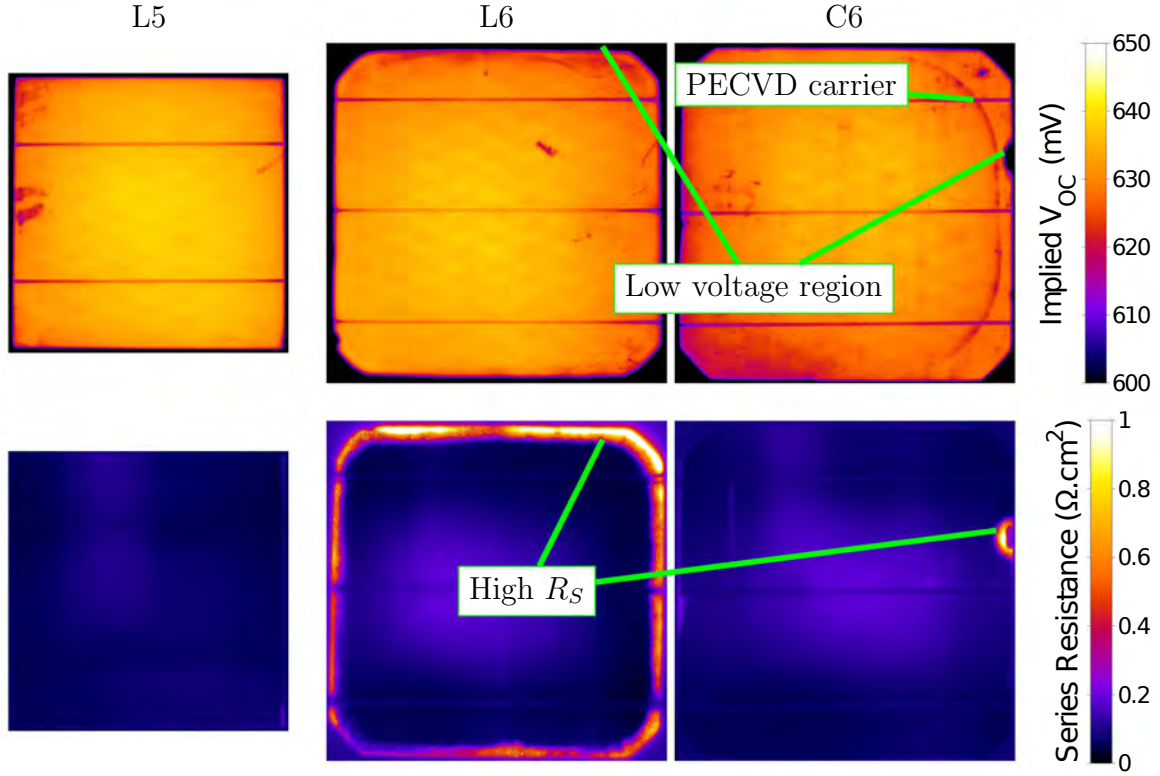 L5
L6
C6
PECVD carrier
Low voltage region
650
640
630
620
610
600
Implied V_OC (mV)
High R_S
1
0.8
0.6
0.4
0.2
0
Series Resistance (Ω.cm²)